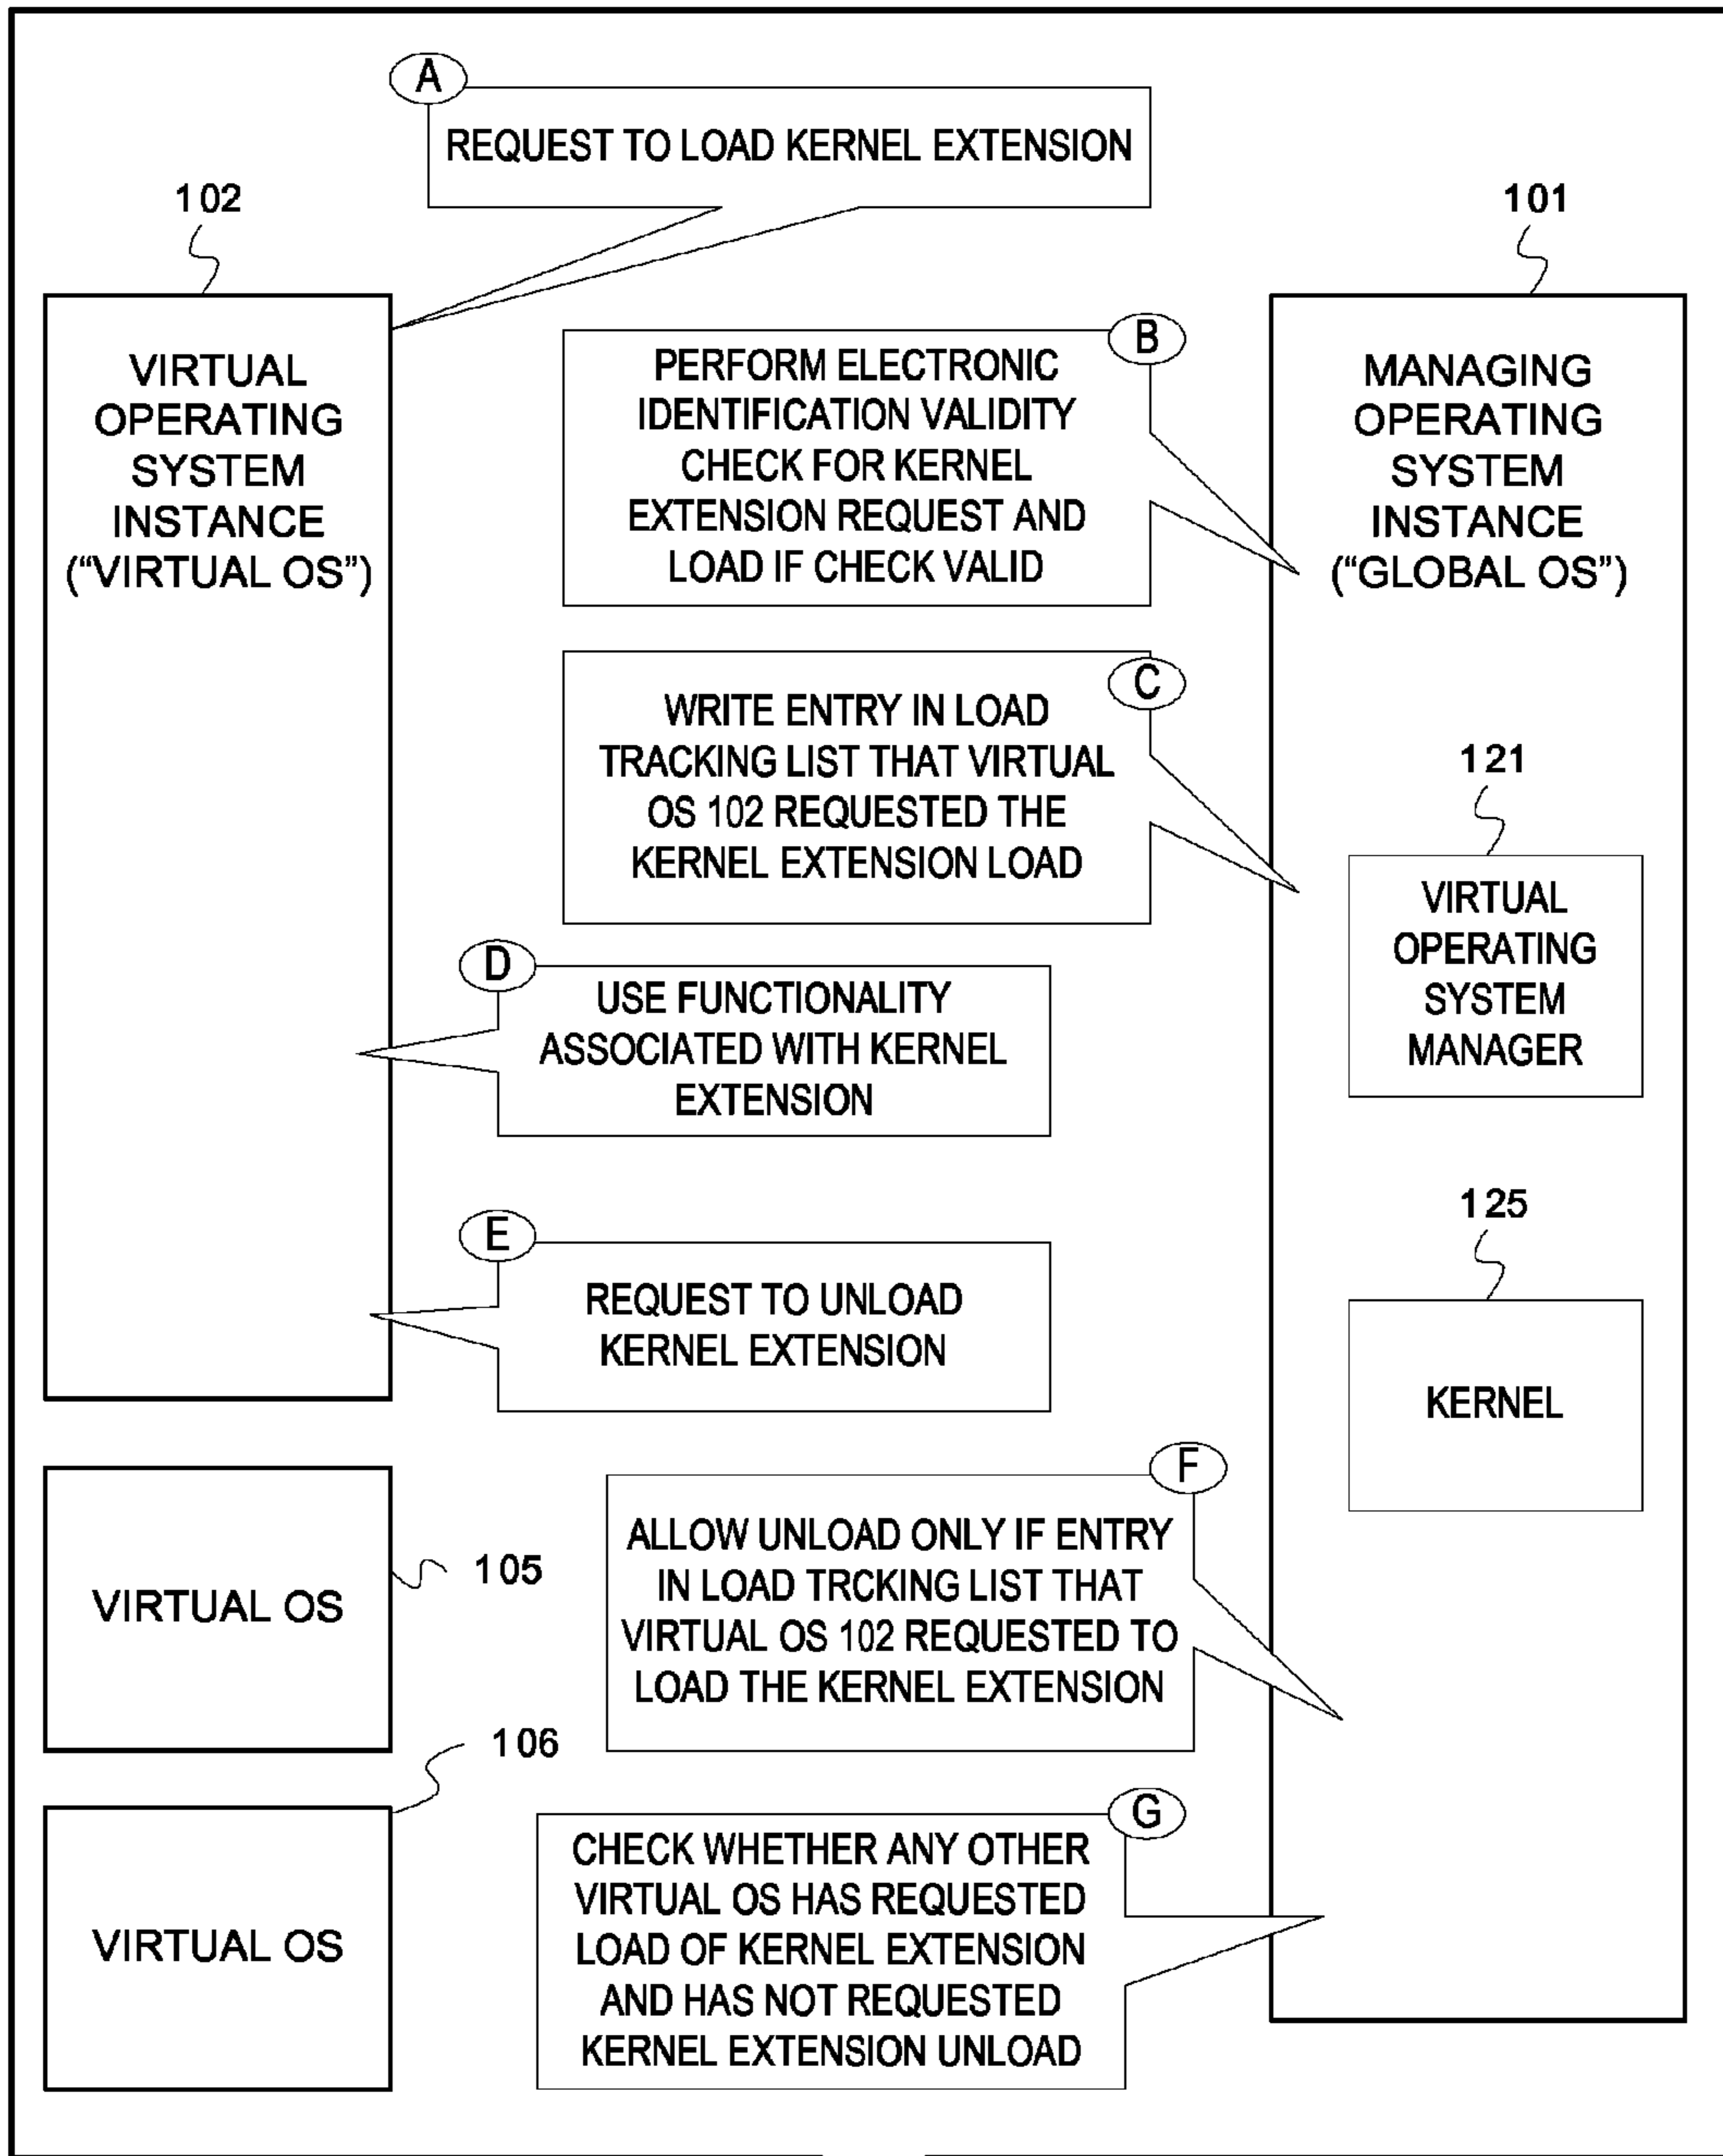 A
REQUEST TO LOAD KERNEL EXTENSION
102
101
VIRTUAL
OPERATING
SYSTEM
INSTANCE
(“VIRTUAL OS”)
B
PERFORM ELECTRONIC
IDENTIFICATION VALIDITY
CHECK FOR KERNEL
EXTENSION REQUEST AND
LOAD IF CHECK VALID
MANAGING
OPERATING
SYSTEM
INSTANCE
(“GLOBAL OS”)
C
WRITE ENTRY IN LOAD
TRACKING LIST THAT VIRTUAL
OS 102 REQUESTED THE
KERNEL EXTENSION LOAD
121
VIRTUAL
OPERATING
SYSTEM
MANAGER
D
USE FUNCTIONALITY
ASSOCIATED WITH KERNEL
EXTENSION
E
REQUEST TO UNLOAD
KERNEL EXTENSION
125
KERNEL
105
VIRTUAL OS
F
ALLOW UNLOAD ONLY IF ENTRY
IN LOAD TRCKING LIST THAT
VIRTUAL OS 102 REQUESTED TO
LOAD THE KERNEL EXTENSION
106
VIRTUAL OS
G
CHECK WHETHER ANY OTHER
VIRTUAL OS HAS REQUESTED
LOAD OF KERNEL EXTENSION
AND HAS NOT REQUESTED
KERNEL EXTENSION UNLOAD